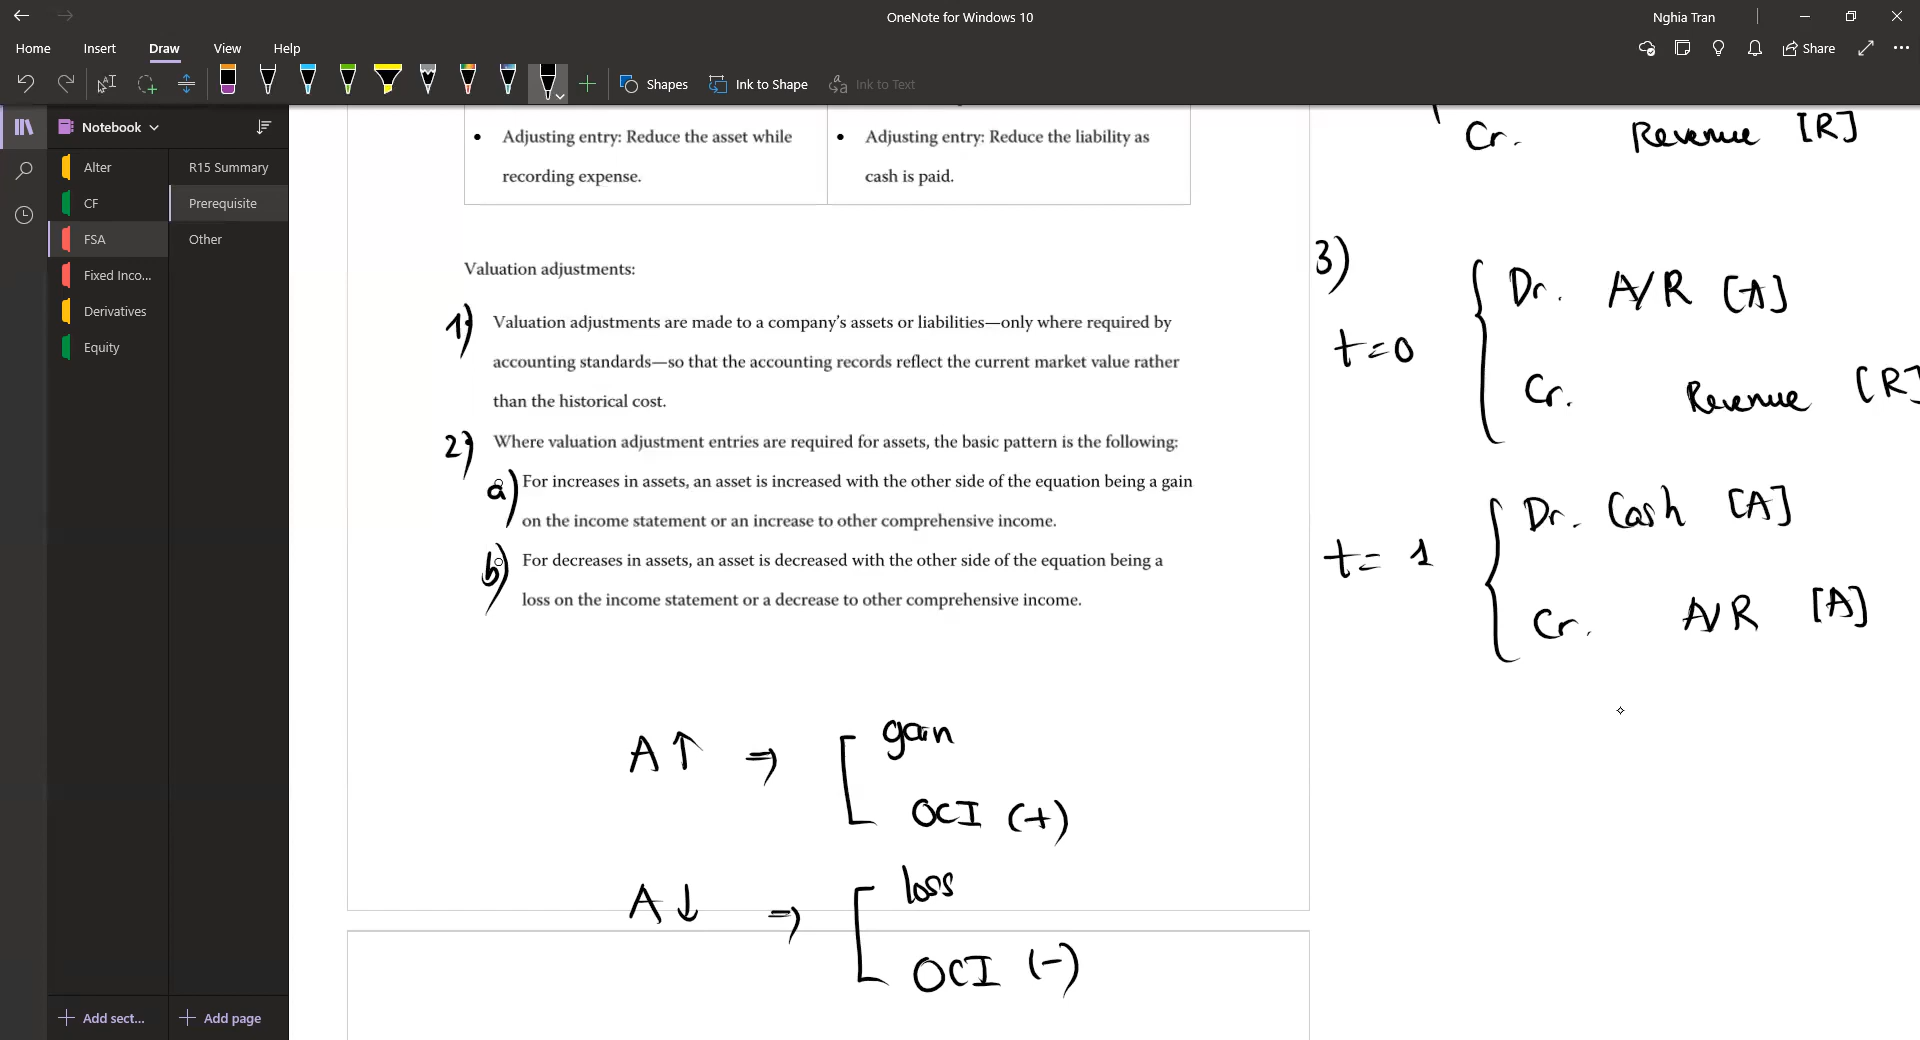 OneNote for Windows 10
Nghia Tran
Home Insert Draw View Help
Share
Shapes Ink to Shape Ink to Text
Notebook
Alter
CF
FSA
Fixed Inco...
Derivatives
Equity
R15 Summary
Prerequisite
Other
Add sect...
Add page
• Adjusting entry: Reduce the asset while
recording expense.
• Adjusting entry: Reduce the liability as
cash is paid.
Valuation adjustments:
1) Valuation adjustments are made to a company’s assets or liabilities—only where required by
accounting standards—so that the accounting records reflect the current market value rather
than the historical cost.
2) Where valuation adjustment entries are required for assets, the basic pattern is the following:
a) For increases in assets, an asset is increased with the other side of the equation being a gain
on the income statement or an increase to other comprehensive income.
b) For decreases in assets, an asset is decreased with the other side of the equation being a
loss on the income statement or a decrease to other comprehensive income.
A ↑ ⇒ [ gain
OCI (+)
A ↓ ⇒ [ loss
OCI (-)
Cr. Revenue [R]
3)
t=0
Dr. A/R [A]
Cr. Revenue [R]
t= 1
Dr. Cash [A]
Cr. A/R [A]